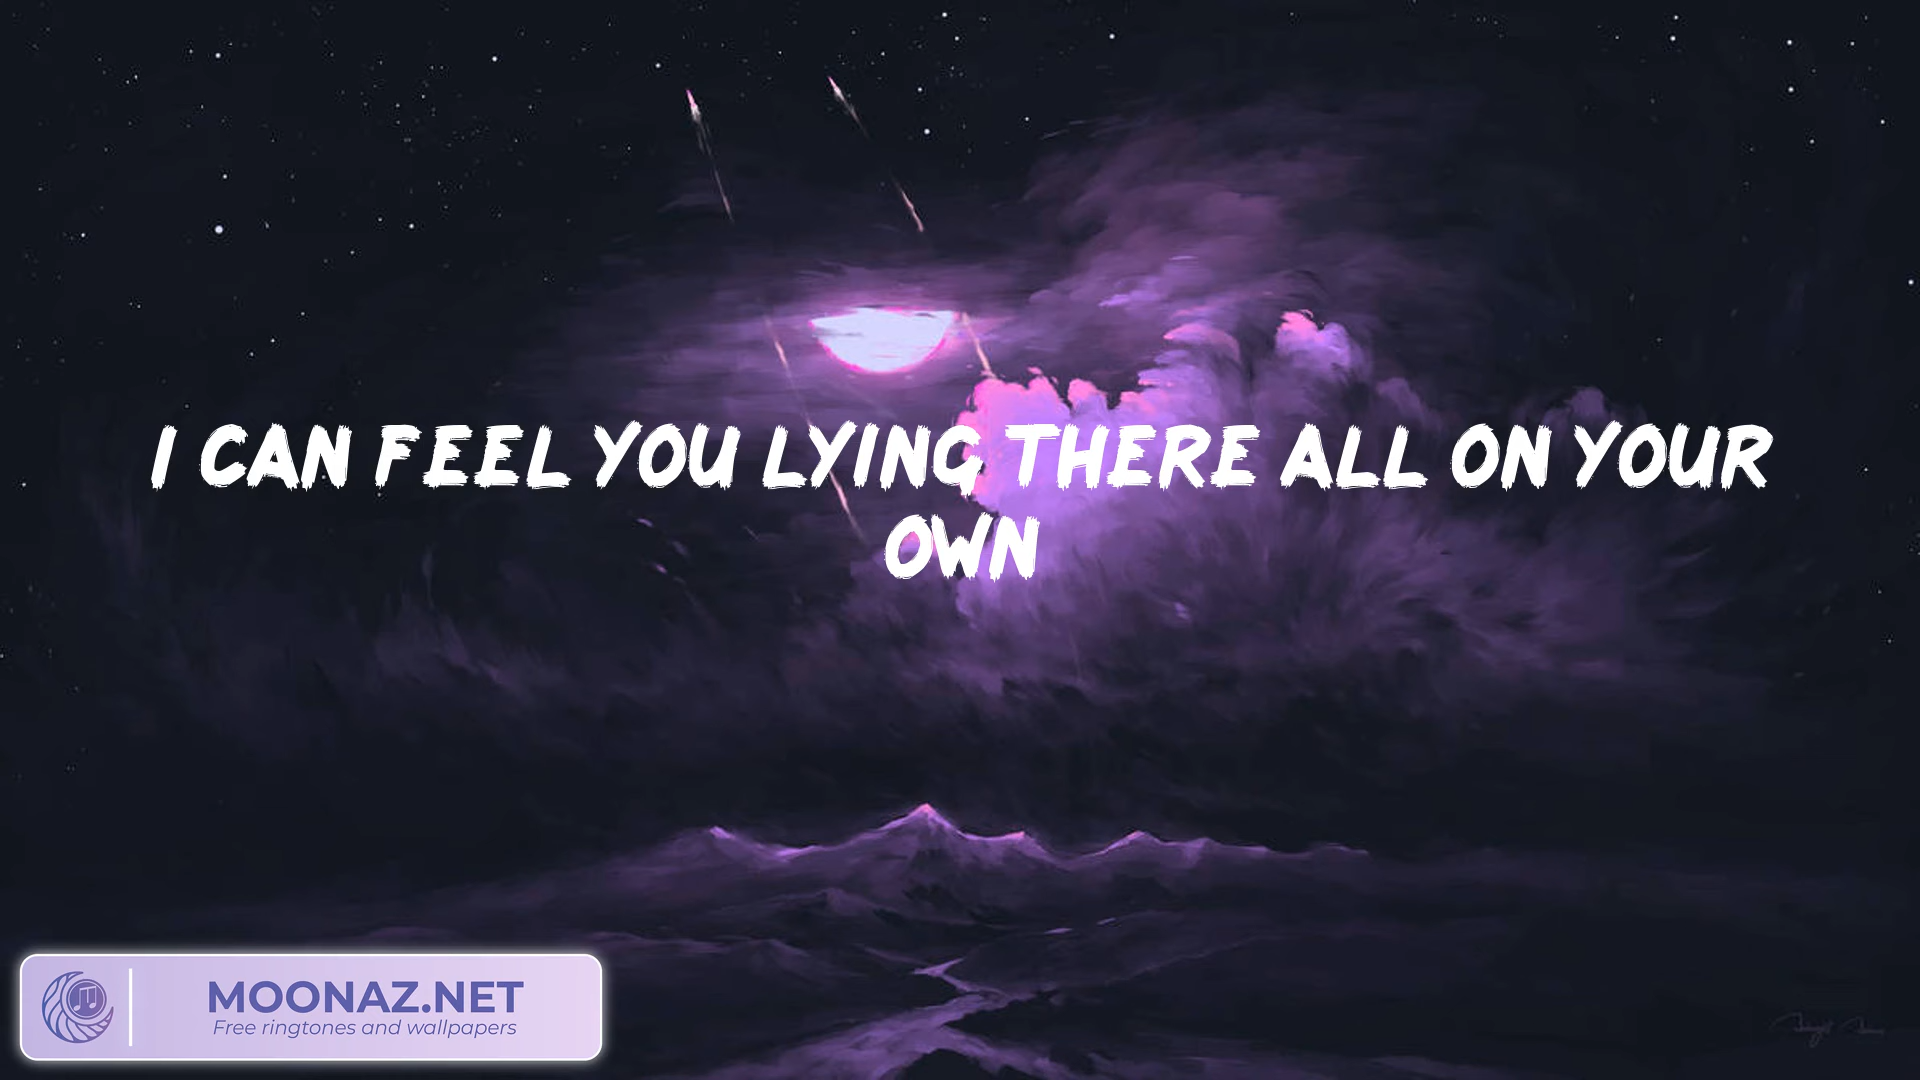 I CAN FEEL YOU LYING THERE ALL ON YOUR
OWN
MOONAZ.NET
Free ringtones and wallpapers